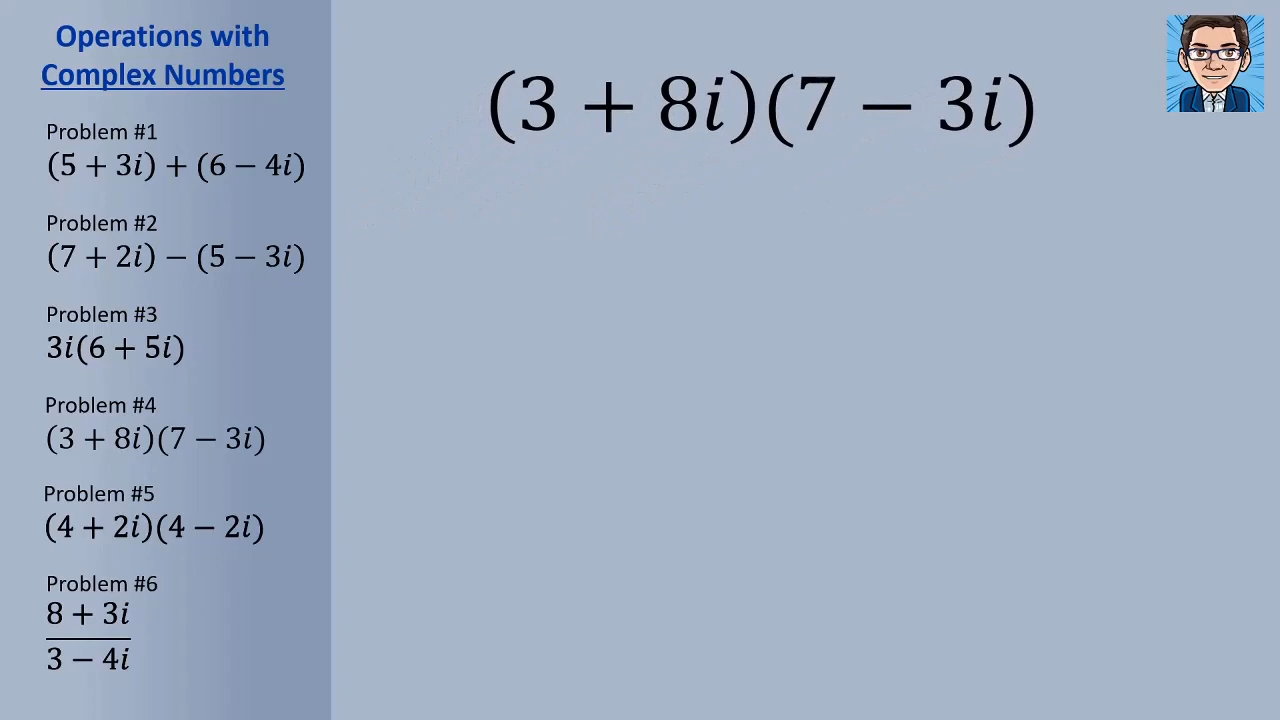 Operations with
Complex Numbers
Problem #1
(5 + 3i) + (6 − 4i)
Problem #2
(7 + 2i) − (5 − 3i)
Problem #3
3i(6 + 5i)
Problem #4
(3 + 8i)(7 − 3i)
Problem #5
(4 + 2i)(4 − 2i)
Problem #6
8 + 3i
3 − 4i
(3 + 8i)(7 − 3i)